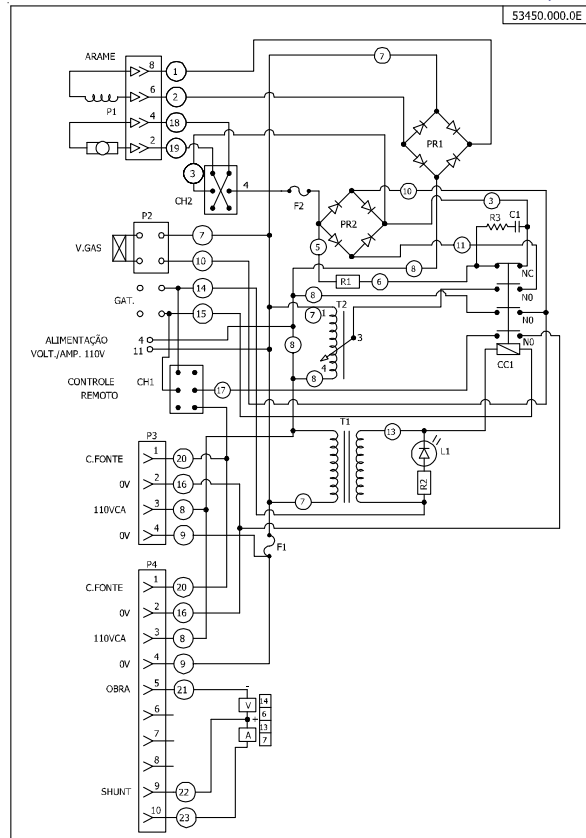 53450.000.0E
ARAME
8
1
7
6
2
P1
4
18
PR1
2
19
3
4
CH2
F2
10
3
C1
R3
P2
PR2
7
5
11
V.GAS
10
8
R1
6
NC
GAT.
14
8
T2
N0
15
7
1
N0
ALIMENTAÇÃO
4
VOLT./AMP. 110V
11
8
3
N0
CONTROLE
REMOTO
CH1
17
8
4
CC1
T1
13
L1
P3
C.FONTE
1
20
R2
0V
2
16
110VCA
3
8
7
0V
4
9
F1
P4
C.FONTE
1
20
0V
2
16
110VCA
3
8
0V
4
9
OBRA
5
21
-
V
14
6
6
+
13
7
A
7
8
SHUNT
9
22
10
23